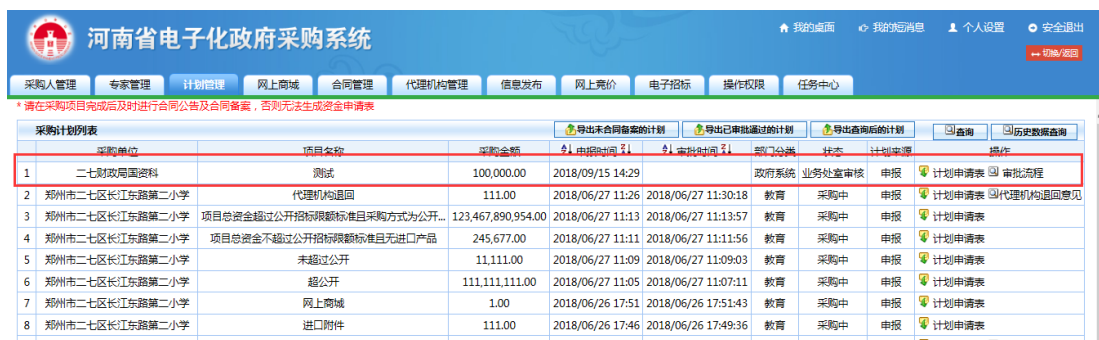 河南省电子化政府采购系统
我的桌面 我的短消息 个人设置 安全退出
切换/返回
采购人管理 专家管理 计划管理 网上商城 合同管理 代理机构管理 信息发布 网上竞价 电子招标 操作权限 任务中心
* 请在采购项目完成后及时进行合同公告及合同备案，否则无法生成资金申请表
采购计划列表 导出未合同备案的计划 导出已审批通过的计划 导出查询后的计划 查询 历史数据查询
采购单位 项目名称 采购金额 申报时间 审批时间 部门分类 状态 计划来源 操作
1 二七财政局国资科 测试 100,000.00 2018/09/15 14:29 政府系统 业务处室审核 申报 计划申请表 审批流程
2 郑州市二七区长江东路第二小学 代理机构退回 111.00 2018/06/27 11:26 2018/06/27 11:30:18 教育 采购中 申报 计划申请表 代理机构退回意见
3 郑州市二七区长江东路第二小学 项目总资金超过公开招标限额标准且采购方式为公开... 123,467,890,954.00 2018/06/27 11:13 2018/06/27 11:13:57 教育 采购中 申报 计划申请表
4 郑州市二七区长江东路第二小学 项目总资金不超过公开招标限额标准且无进口产品 245,677.00 2018/06/27 11:11 2018/06/27 11:11:56 教育 采购中 申报 计划申请表
5 郑州市二七区长江东路第二小学 未超过公开 11,111.00 2018/06/27 11:09 2018/06/27 11:09:03 教育 采购中 申报 计划申请表
6 郑州市二七区长江东路第二小学 超公开 111,111,111.00 2018/06/27 11:05 2018/06/27 11:07:11 教育 采购中 申报 计划申请表
7 郑州市二七区长江东路第二小学 网上商城 1.00 2018/06/26 17:51 2018/06/26 17:51:43 教育 采购中 申报 计划申请表
8 郑州市二七区长江东路第二小学 进口附件 111.00 2018/06/26 17:46 2018/06/26 17:49:36 教育 采购中 申报 计划申请表